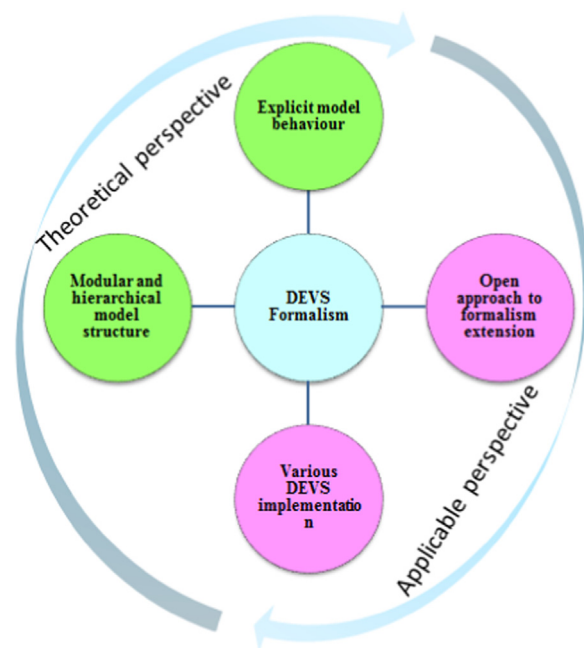 Theoretical perspective
Explicit model
behaviour
Modular and
hierarchical
model
structure
DEVS
Formalism
Open
approach to
formalism
extension
Various
DEVS
implementatio
n
Applicable perspective